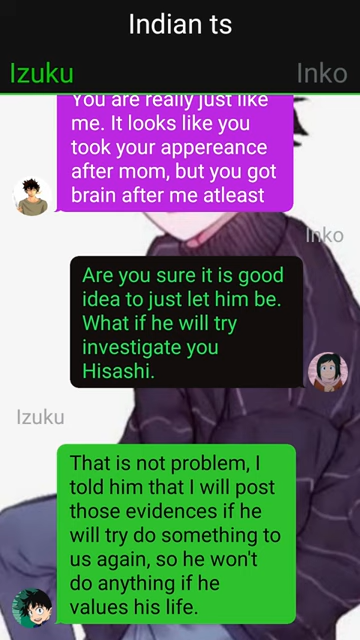 Indian ts
Izuku
Inko
You are really just like
me. It looks like you
took your appereance
after mom, but you got
brain after me atleast
Inko
Are you sure it is good
idea to just let him be.
What if he will try
investigate you
Hisashi.
Izuku
That is not problem, I
told him that I will post
those evidences if he
will try do something to
us again, so he won't
do anything if he
values his life.